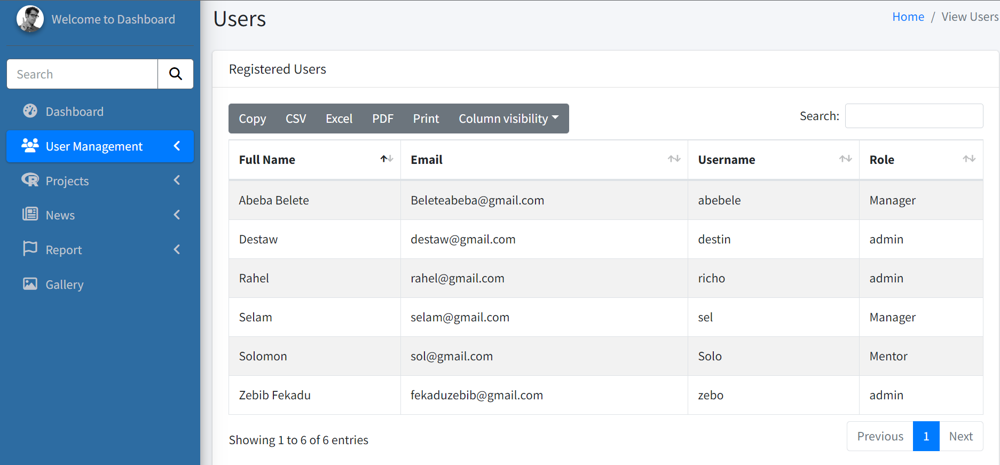 Welcome to Dashboard
Search
Dashboard
User Management
Projects
News
Report
Gallery
Users
Home / View Users
Registered Users
Copy CSV Excel PDF Print Column visibility
Search:
Full Name Email Username Role
Abeba Belete Beleteabeba@gmail.com abebele Manager
Destaw destaw@gmail.com destin admin
Rahel rahel@gmail.com richo admin
Selam selam@gmail.com sel Manager
Solomon sol@gmail.com Solo Mentor
Zebib Fekadu fekaduzebib@gmail.com zebo admin
Showing 1 to 6 of 6 entries
Previous 1 Next